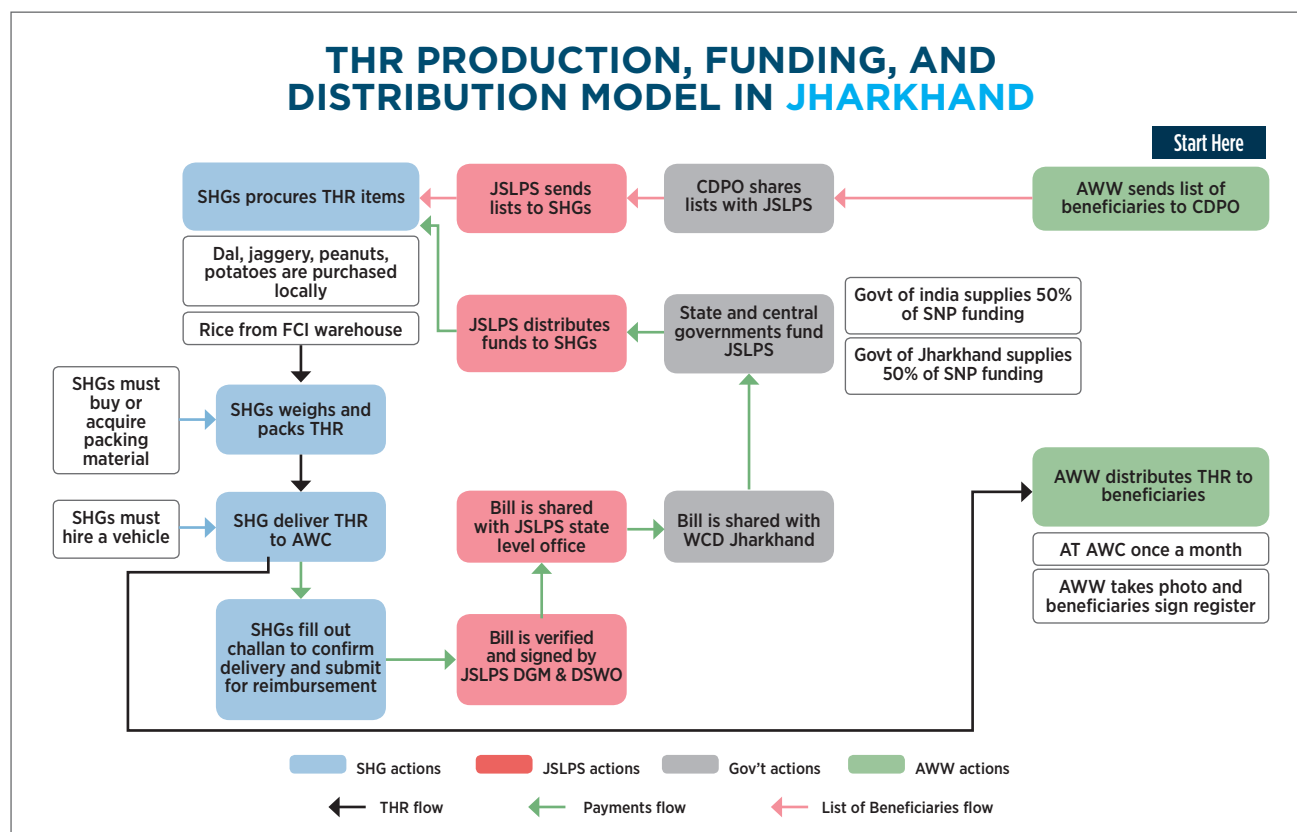 THR PRODUCTION, FUNDING, AND
DISTRIBUTION MODEL IN JHARKHAND
Start Here
SHGs procures THR items
JSLPS sends
lists to SHGs
CDPO shares
lists with JSLPS
AWW sends list of
beneficiaries to CDPO
Dal, jaggery, peanuts,
potatoes are purchased
locally
Rice from FCI warehouse
JSLPS distributes
funds to SHGs
State and central
governments fund
JSLPS
Govt of india supplies 50%
of SNP funding
Govt of Jharkhand supplies
50% of SNP funding
SHGs must
buy or
acquire
packing
material
SHGs weighs and
packs THR
SHGs must
hire a vehicle
SHG deliver THR
to AWC
Bill is shared
with JSLPS state
level office
Bill is shared with
WCD Jharkhand
AWW distributes THR to
beneficiaries
AT AWC once a month
AWW takes photo and
beneficiaries sign register
SHGs fill out
challan to confirm
delivery and submit
for reimbursement
Bill is verified
and signed by
JSLPS DGM & DSWO
SHG actions
JSLPS actions
Gov't actions
AWW actions
THR flow
Payments flow
List of Beneficiaries flow